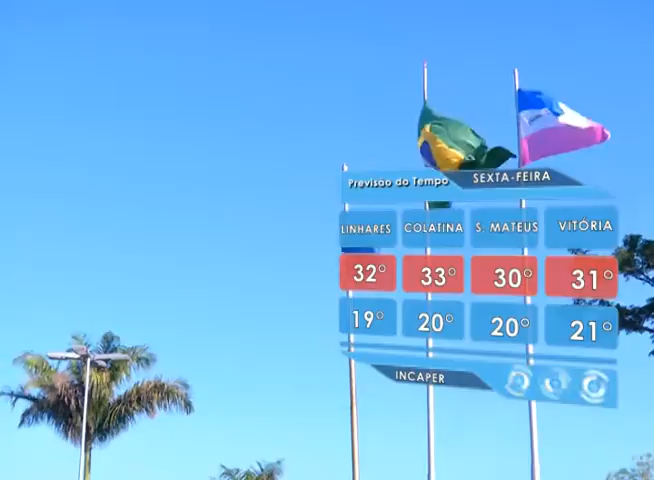 Previsão do Tempo SEXTA-FEIRA
LINHARES COLATINA S. MATEUS VITÓRIA
32° 33° 30° 31°
19° 20° 20° 21°
INCAPER